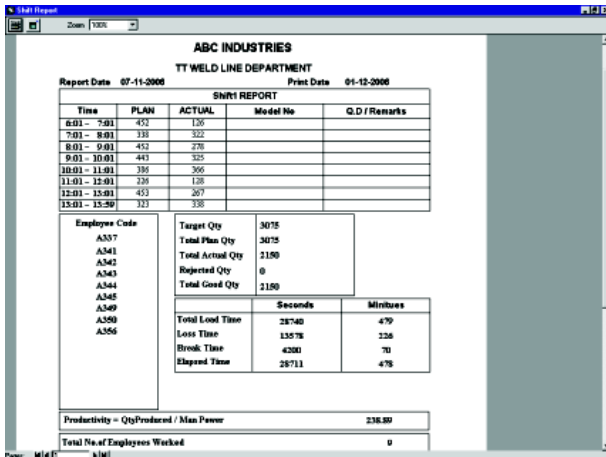 Shift Report
Zoom 100%
ABC INDUSTRIES
TT WELD LINE DEPARTMENT
Report Date 07-11-2006 Print Date 01-12-2006
Shift1 REPORT
Time PLAN ACTUAL Model No Q.D / Remarks
6:01 - 7:01 452 126
7:01 - 8:01 338 322
8:01 - 9:01 452 278
9:01 - 10:01 443 325
10:01 - 11:01 386 366
11:01 - 12:01 226 128
12:01 - 13:01 453 267
13:01 - 13:59 323 338
Employee Code
A337
A341
A342
A343
A344
A345
A349
A350
A356
Target Qty 3075
Total Plan Qty 3075
Total Actual Qty 2150
Rejected Qty 0
Total Good Qty 2150
Seconds Minitues
Total Load Time 28740 479
Loss Time 13578 226
Break Time 4200 70
Elapsed Time 28711 478
Productivity = QtyProduced / Man Power 238.89
Total No.of Employees Worked 9
Pages: